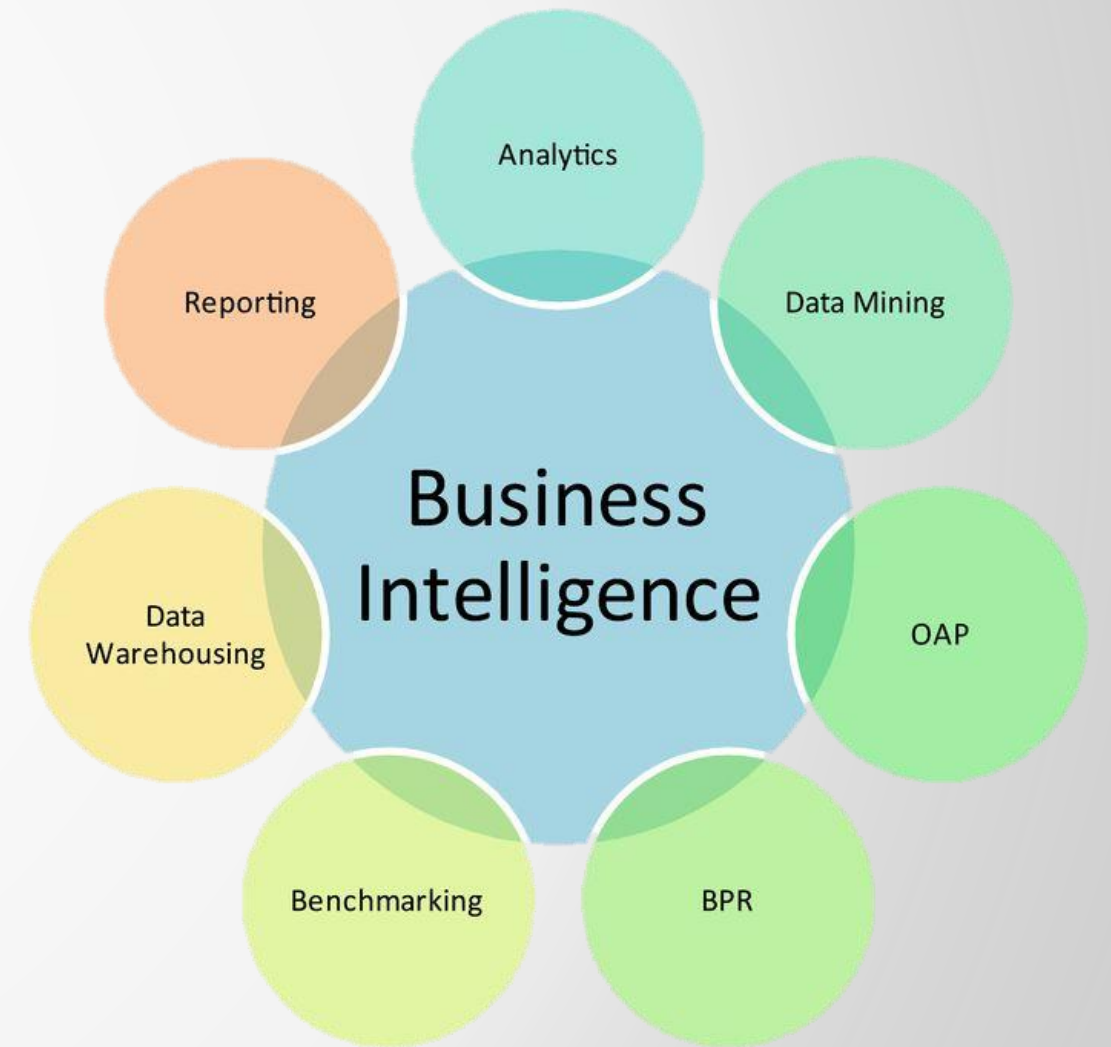 Analytics
Reporting
Data Mining
Business
Intelligence
Data
Warehousing
OAP
Benchmarking
BPR